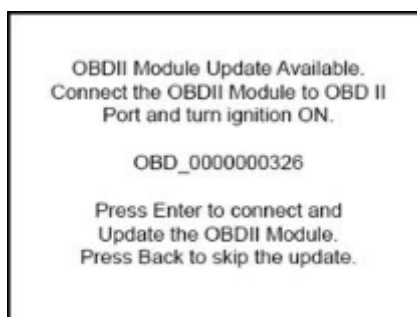 OBDII Module Update Available.
Connect the OBDII Module to OBD II
Port and turn ignition ON.
OBD_0000000326
Press Enter to connect and
Update the OBDII Module.
Press Back to skip the update.